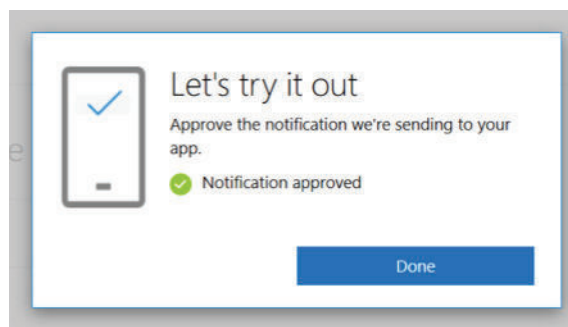 Let's try it out
Approve the notification we're sending to your
app.
Notification approved
Done